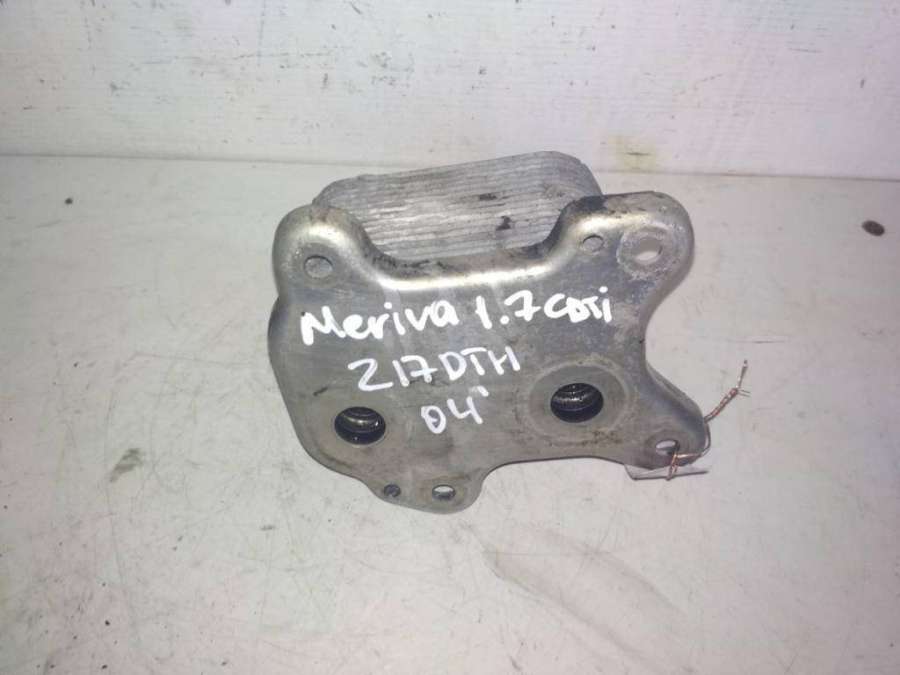 Meriva 1.7 CDTi
Z17DTH
04'